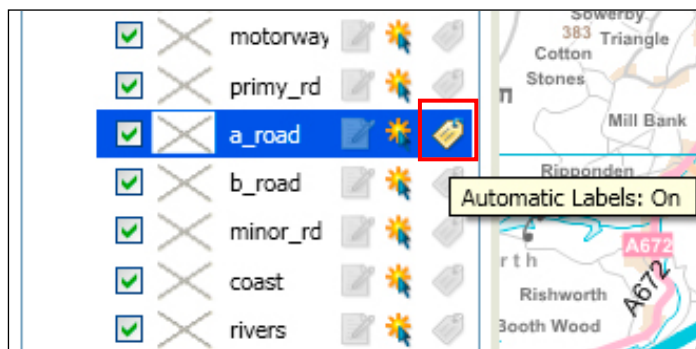 motorway
primy_rd
a_road
b_road
minor_rd
coast
rivers
Automatic Labels: On
Sowerby
383 Triangle
Cotton
Stones
Mill Bank
Ripponden
A672
r t h
A672
Rishworth
Booth Wood